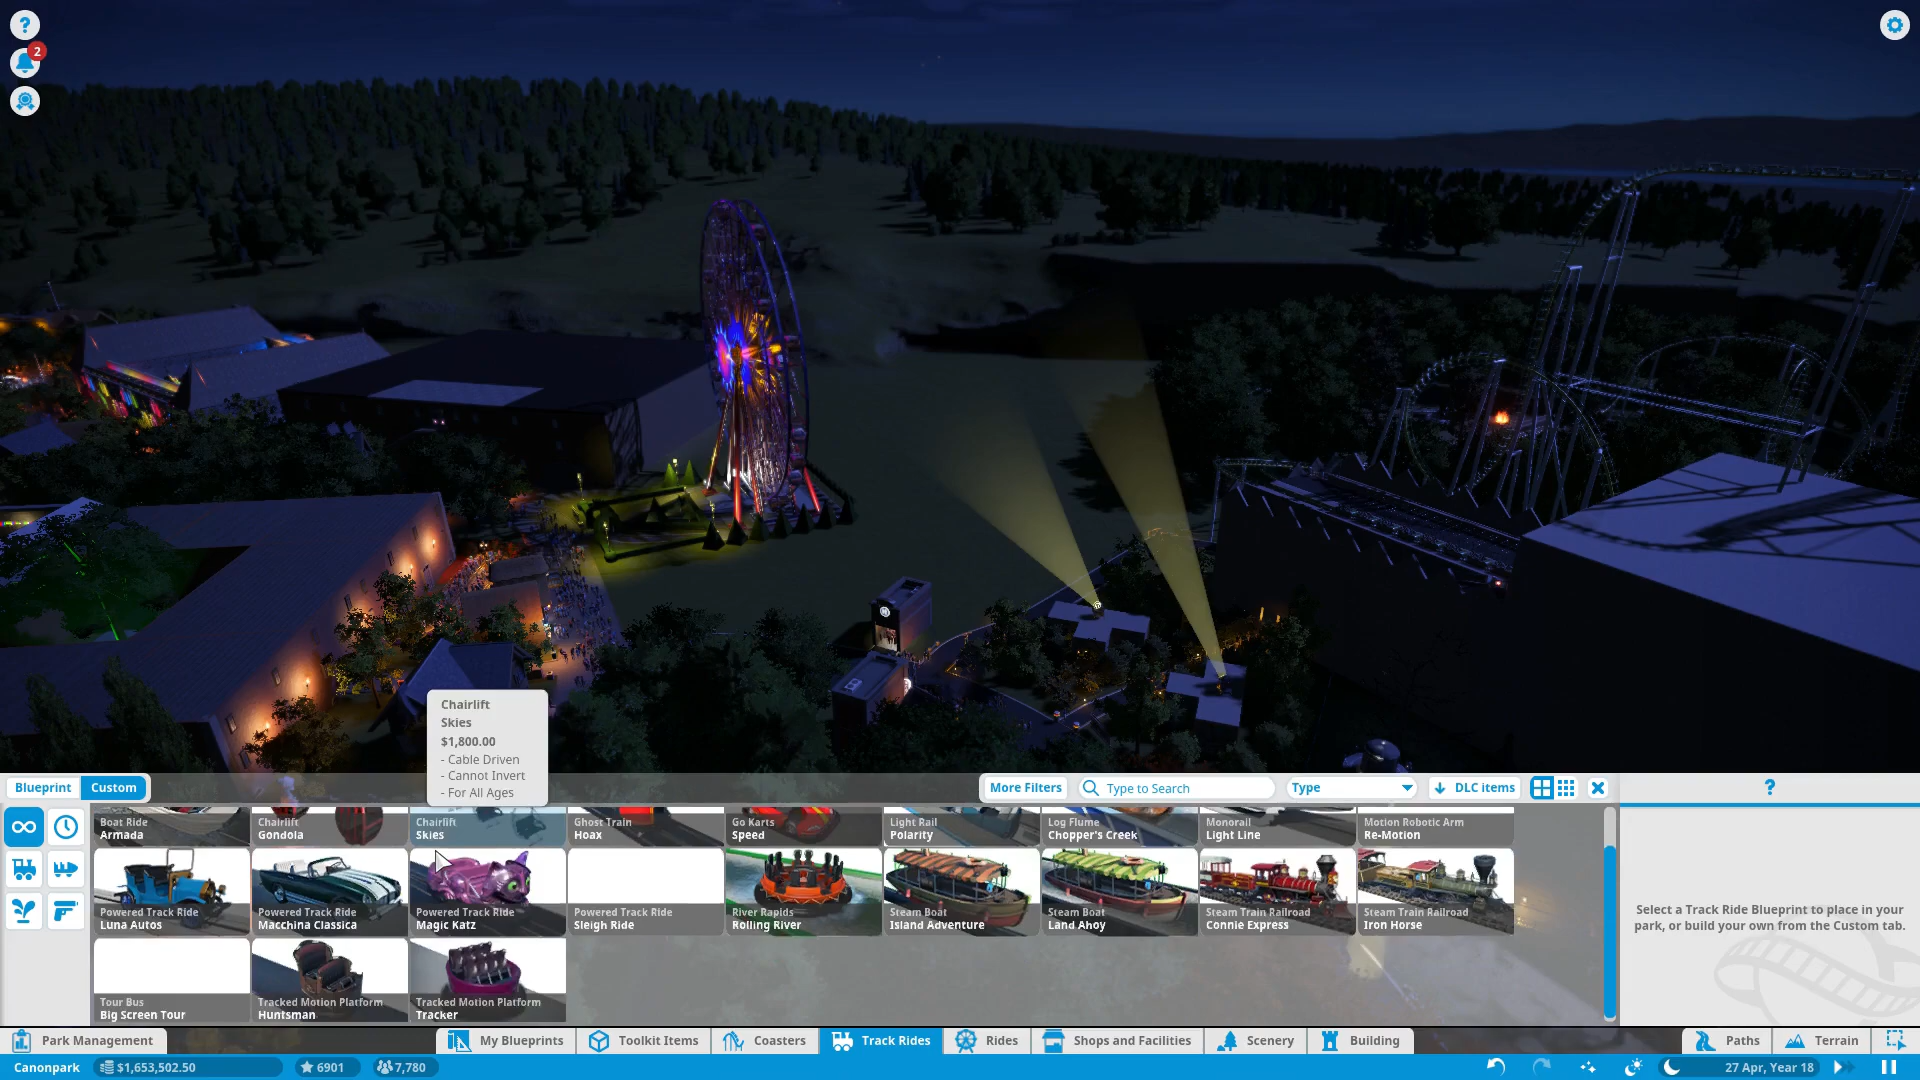 ?
2
Chairlift
Skies
$1,800.00
- Cable Driven
- Cannot Invert
- For All Ages
Blueprint
Custom
More Filters
Type to Search
Type
DLC items
?
Boat Ride
Armada
Chairlift
Gondola
Chairlift
Skies
Ghost Train
Hoax
Go Karts
Speed
Light Rail
Polarity
Log Flume
Chopper's Creek
Monorail
Light Line
Motion Robotic Arm
Re-Motion
Powered Track Ride
Luna Autos
Powered Track Ride
Macchina Classica
Powered Track Ride
Magic Katz
Powered Track Ride
Sleigh Ride
River Rapids
Rolling River
Steam Boat
Island Adventure
Steam Boat
Land Ahoy
Steam Train Railroad
Connie Express
Steam Train Railroad
Iron Horse
Tour Bus
Big Screen Tour
Tracked Motion Platform
Huntsman
Tracked Motion Platform
Tracker
Select a Track Ride Blueprint to place in your
park, or build your own from the Custom tab.
Park Management
My Blueprints
Toolkit Items
Coasters
Track Rides
Rides
Shops and Facilities
Scenery
Building
Paths
Terrain
Canonpark
$1,653,502.50
6901
7,780
27 Apr, Year 18